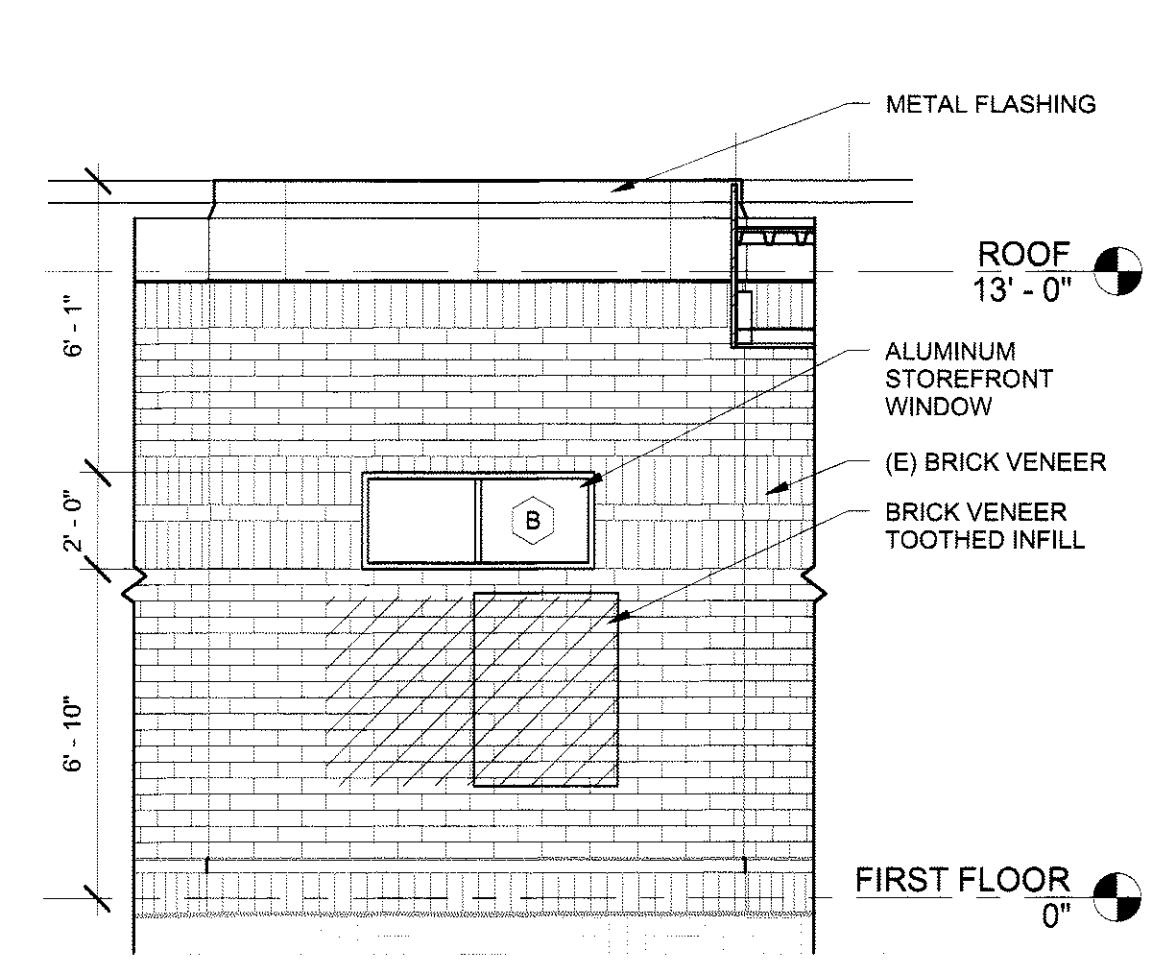 METAL FLASHING
ROOF
13' - 0"
6' - 1"
ALUMINUM
STOREFRONT
WINDOW
(E) BRICK VENEER
2' - 0"
B
BRICK VENEER
TOOTHED INFILL
6' - 10"
FIRST FLOOR
0"